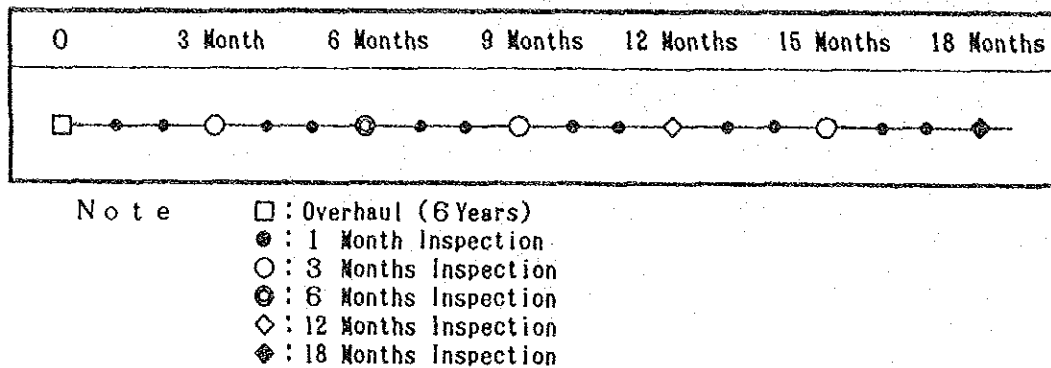 0 3 Month 6 Months 9 Months 12 Months 15 Months 18 Months
Note □ : Overhaul (6 Years)
● : 1 Month Inspection
○ : 3 Months Inspection
◎ : 6 Months Inspection
◇ : 12 Months Inspection
◈ : 18 Months Inspection